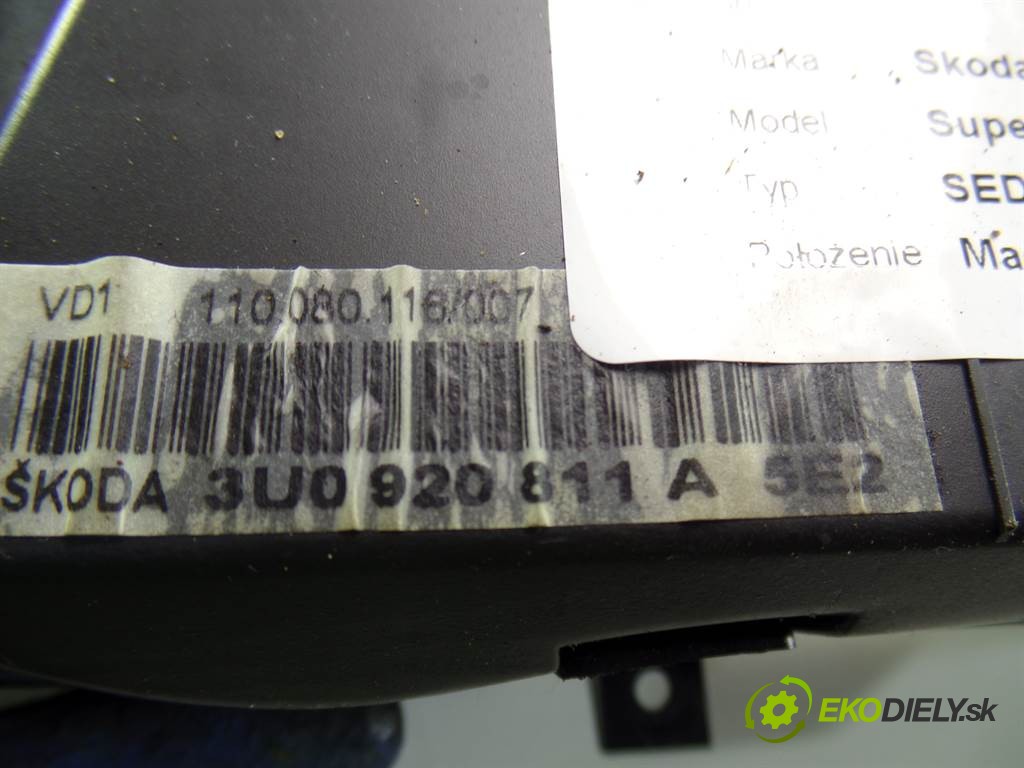 Marka Skoda
Model Supe
Typ SED
Położenie Ma
VD1 110.080.116/007
ŠKODA 3U0 920 811 A 5E2
EKODIELY.sk